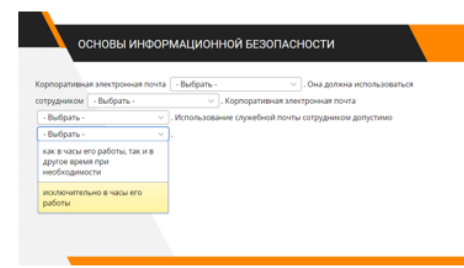 ОСНОВЫ ИНФОРМАЦИОННОЙ БЕЗОПАСНОСТИ
Корпоративная электронная почта - Выбрать - . Она должна использоваться
сотрудником - Выбрать - . Корпоративная электронная почта
- Выбрать - . Использование служебной почты сотрудником допустимо
- Выбрать - .
как в часы его работы, так и в
другое время при
необходимости
исключительно в часы его
работы